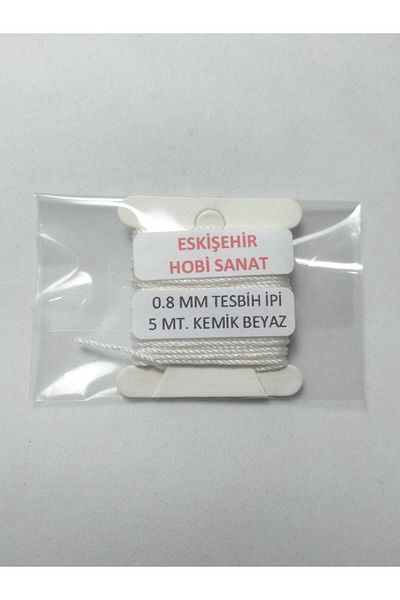 ESKİŞEHİR
HOBİ SANAT
0.8 MM TESBİH İPİ
5 MT. KEMİK BEYAZ